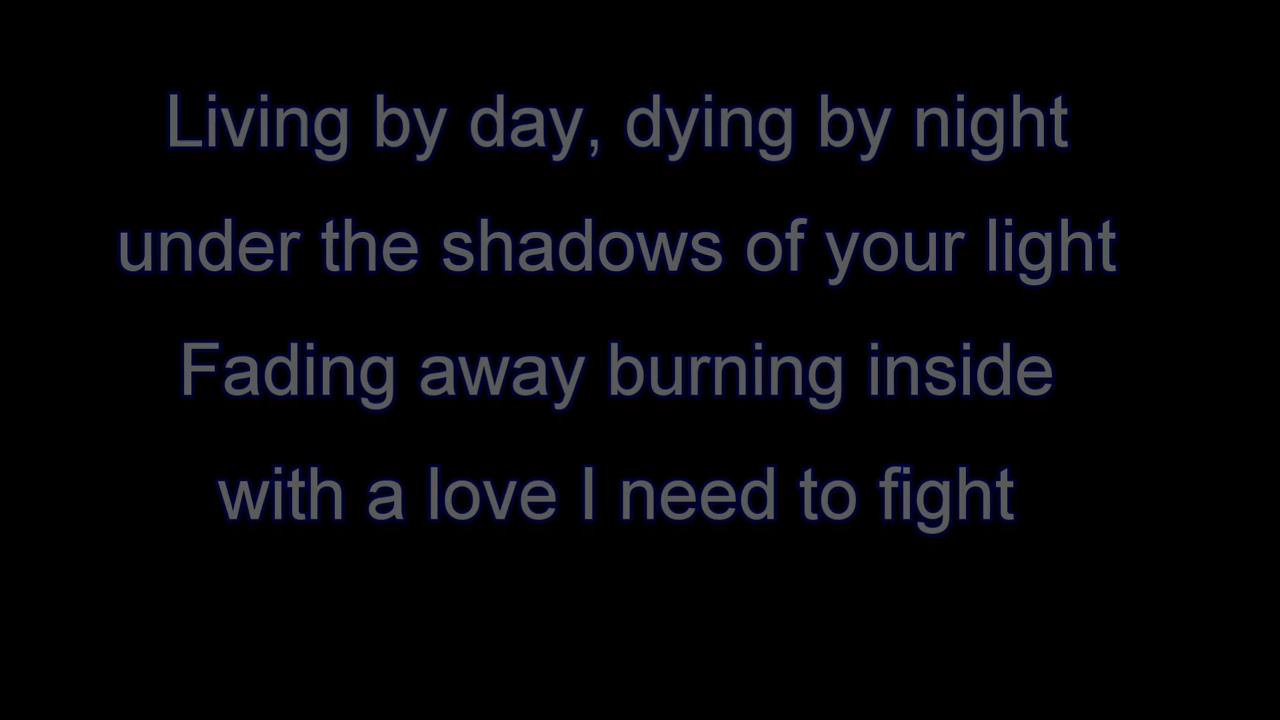 Living by day, dying by night
under the shadows of your light
Fading away burning inside
with a love I need to fight